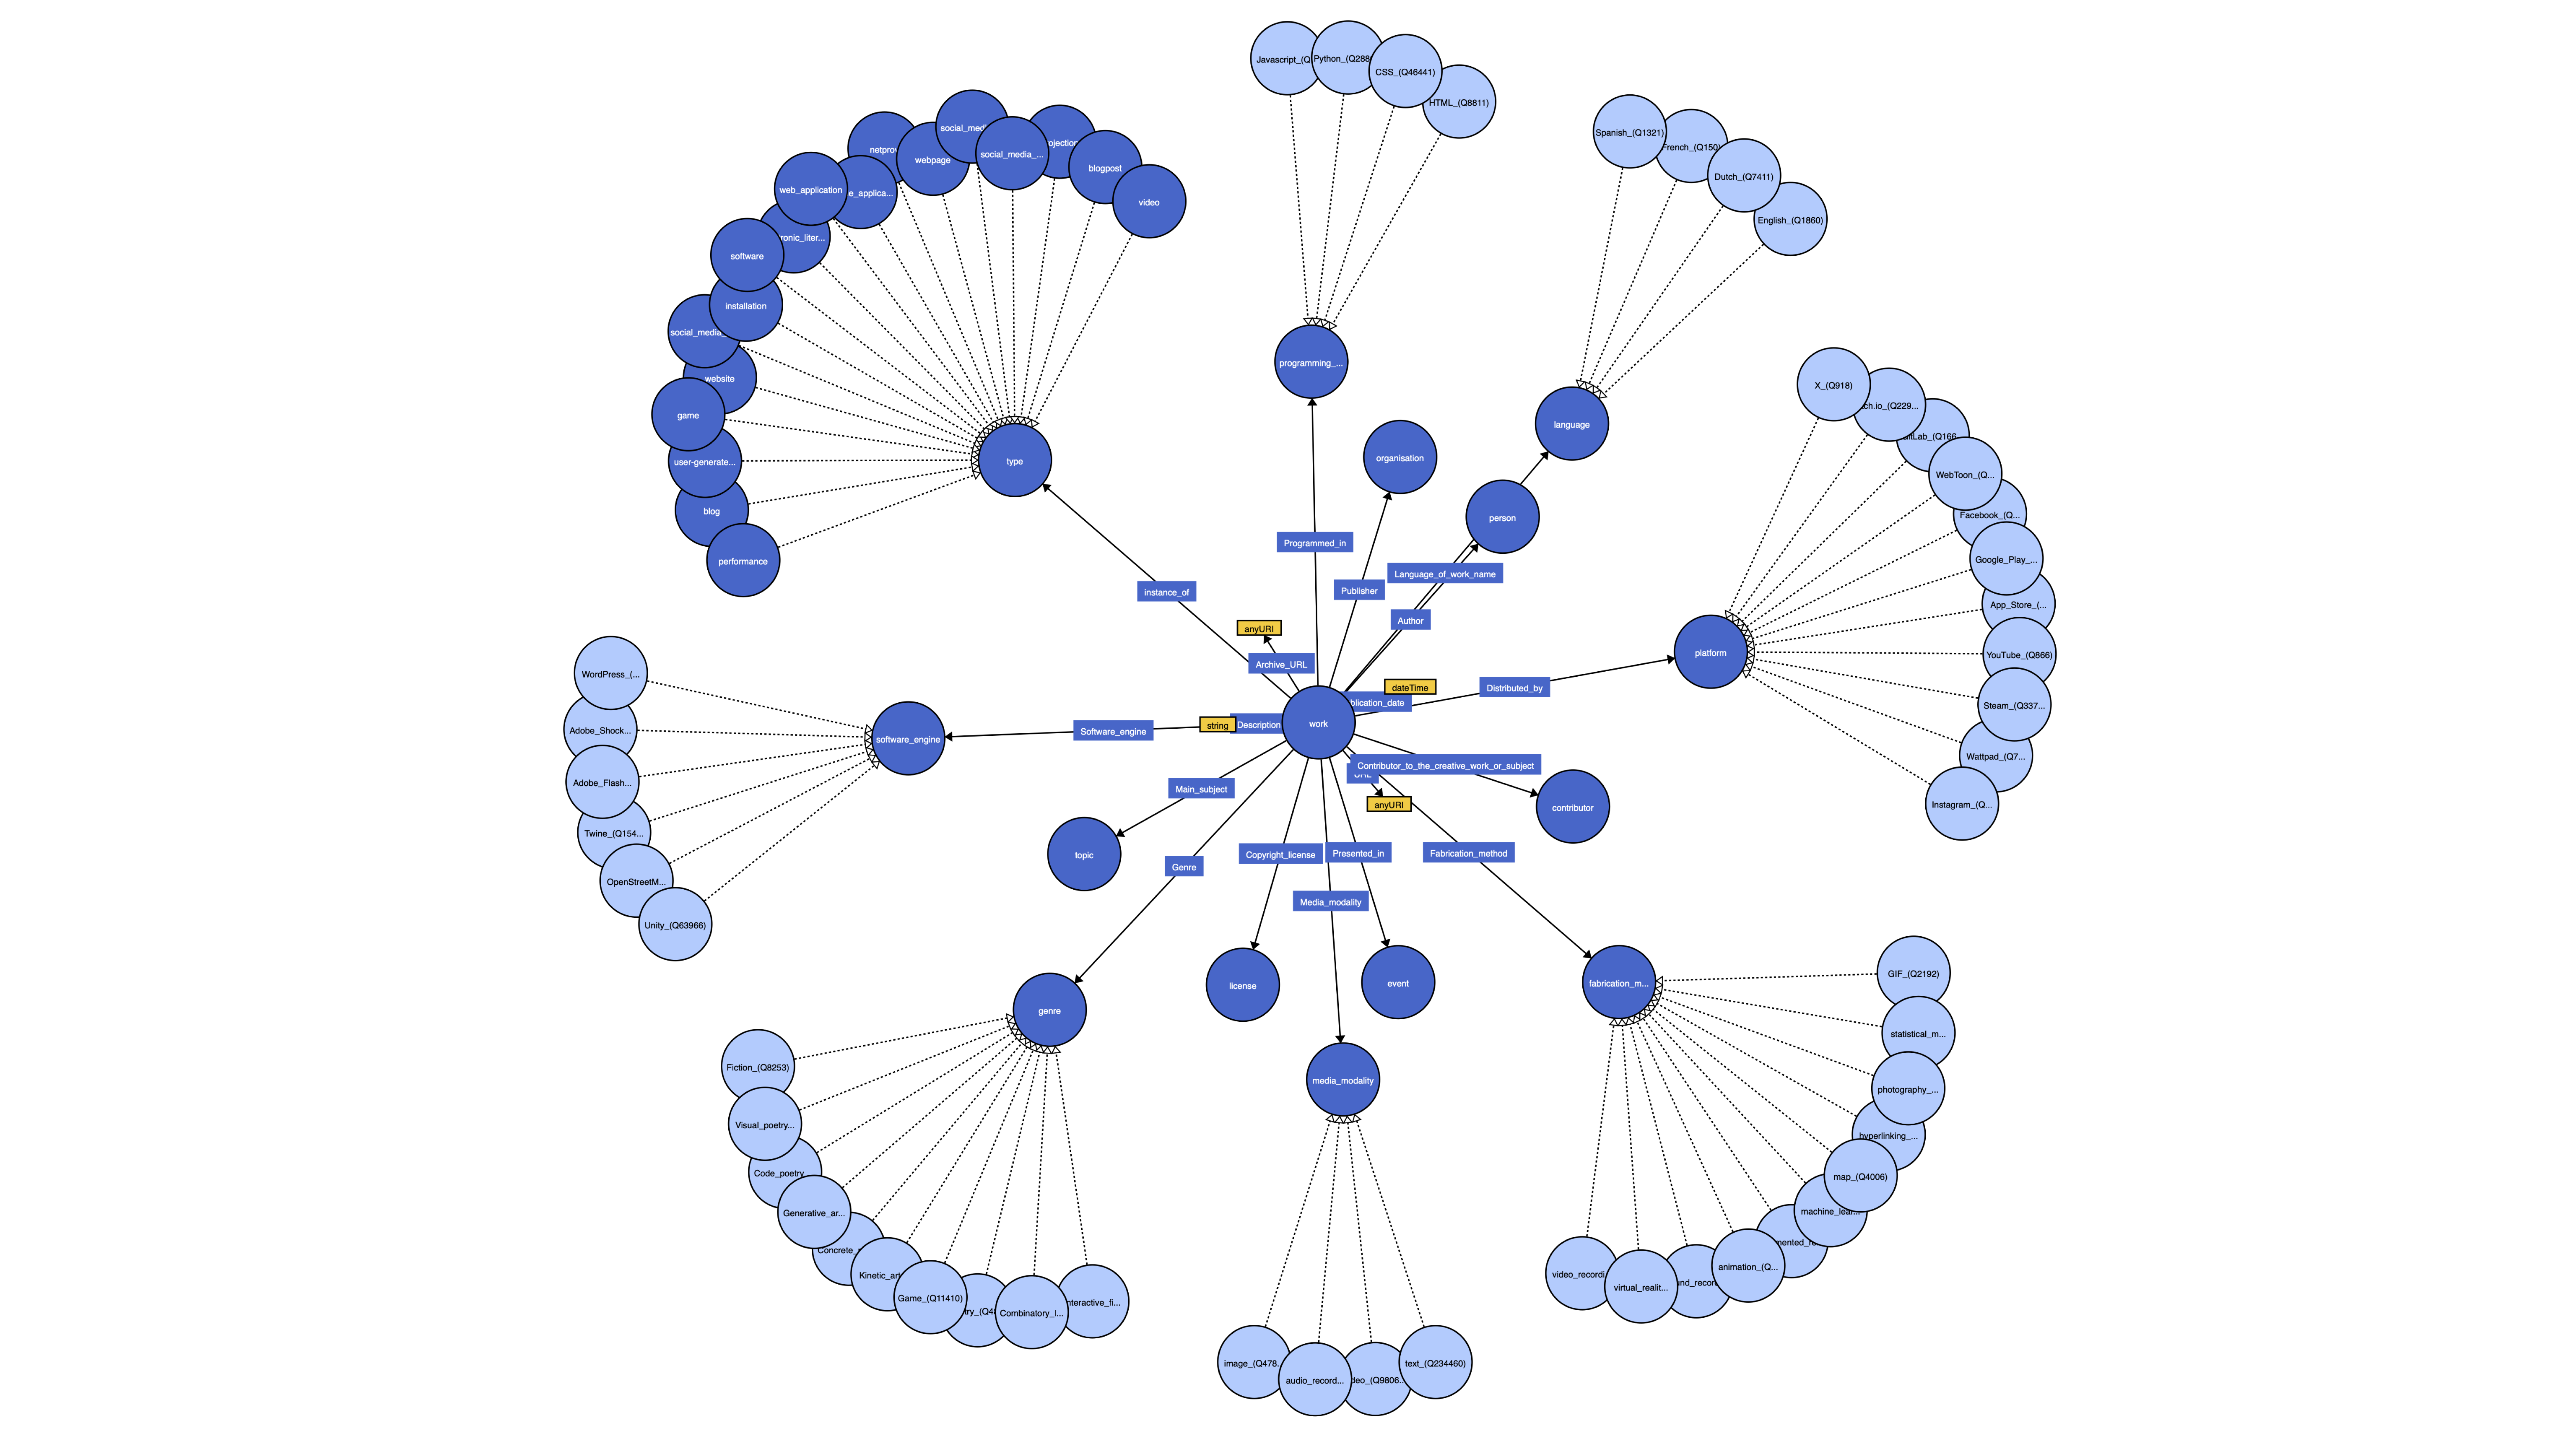 Javascript_(Q
Python_(Q288
CSS_(Q46441)
HTML_(Q8811)
programming_...
Spanish_(Q1321)
French_(Q150)
Dutch_(Q7411)
English_(Q1860)
language
netpro
webpage
social_med
social_media_...
ojection
blogpost
video
web_application
e_applica...
ronic_liter...
software
installation
social_media
website
game
user-generate...
blog
performance
type
organisation
person
X_(Q918)
ch.io_(Q229...
itLab_(Q166
WebToon_(Q...
Facebook_(Q...
Google_Play_...
App_Store_(...
YouTube_(Q866)
Steam_(Q337...
Wattpad_(Q7...
Instagram_(Q...
platform
Programmed_in
Publisher
Language_of_work_name
Author
instance_of
anyURI
Archive_URL
dateTime
blication_date
Distributed_by
work
string
Description
Software_engine
software_engine
WordPress_(...
Adobe_Shock...
Adobe_Flash...
Twine_(Q154...
OpenStreetM...
Unity_(Q63966)
Main_subject
topic
Contributor_to_the_creative_work_or_subject
URL
anyURI
contributor
Genre
Copyright_license
Presented_in
Media_modality
Fabrication_method
genre
license
event
media_modality
fabrication_m...
Fiction_(Q8253)
Visual_poetry...
Code_poetry
Generative_ar...
Concrete_
Kinetic_art
Game_(Q11410)
try_(Q4
Combinatory_l...
nteractive_fi...
image_(Q478.
audio_record...
deo_(Q9806..
text_(Q234460)
GIF_(Q2192)
statistical_m...
photography_...
hyperlinking_...
map_(Q4006)
machine_lear...
mented_re
animation_(Q...
nd_recor
virtual_realit...
video_recordi